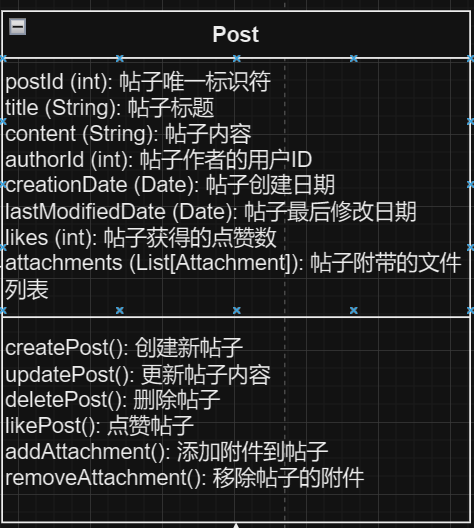 Post
postId (int): 帖子唯一标识符
title (String): 帖子标题
content (String): 帖子内容
authorId (int): 帖子作者的用户ID
creationDate (Date): 帖子创建日期
lastModifiedDate (Date): 帖子最后修改日期
likes (int): 帖子获得的点赞数
attachments (List[Attachment]): 帖子附带的文件
列表
createPost(): 创建新帖子
updatePost(): 更新帖子内容
deletePost(): 删除帖子
likePost(): 点赞帖子
addAttachment(): 添加附件到帖子
removeAttachment(): 移除帖子的附件